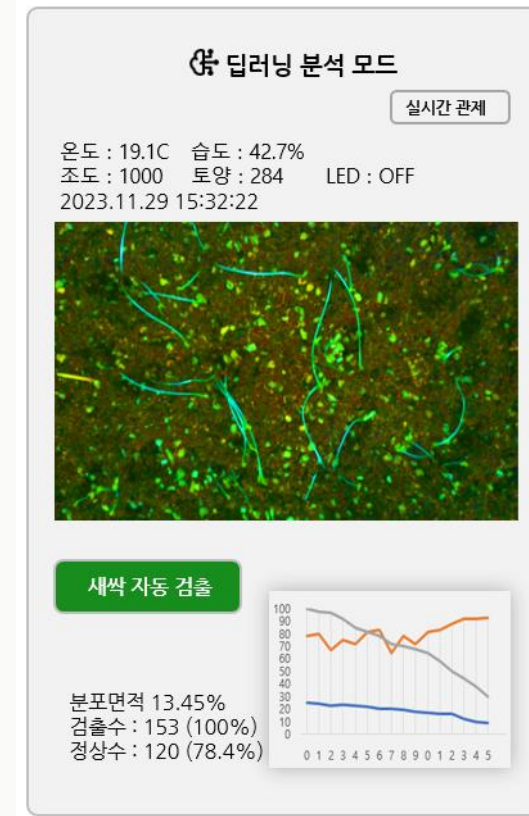 딥러닝 분석 모드
실시간 관제
온도 : 19.1C 습도 : 42.7%
조도 : 1000 토양 : 284 LED : OFF
2023.11.29 15:32:22
새싹 자동 검출
분포면적 13.45%
검출수 : 153 (100%)
정상수 : 120 (78.4%)
100
90
80
70
60
50
40
30
20
10
0
0 1 2 3 4 5 6 7 8 9 0 1 2 3 4 5